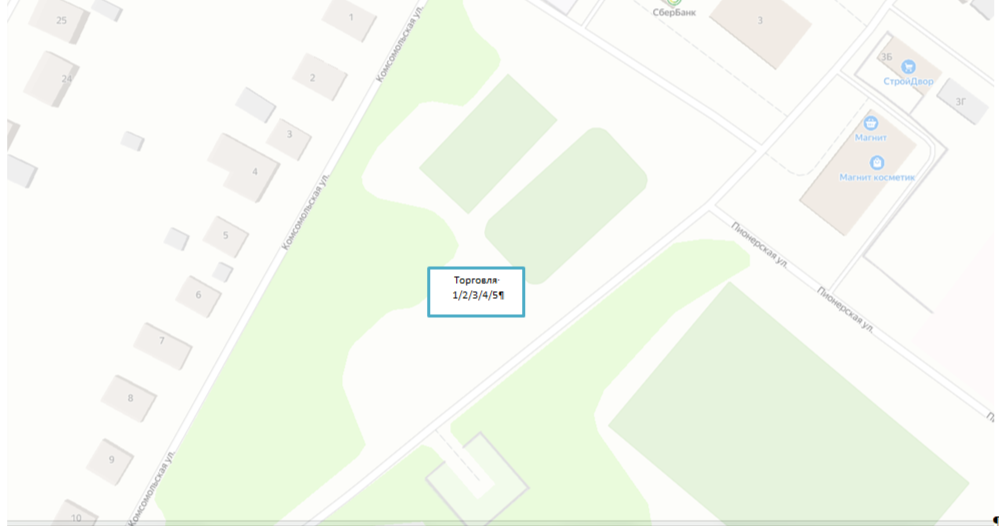 25
1
Комсомольская ул.
СберБанк
3
3Б
СтройДвор
24
2
3Г
3
Магнит
4
Магнит косметик
Комсомольская ул.
5
Пионерская ул.
Торговля
1/2/3/4/5¶
6
Пионерская ул.
7
8
9
Комсомольская ул.
10